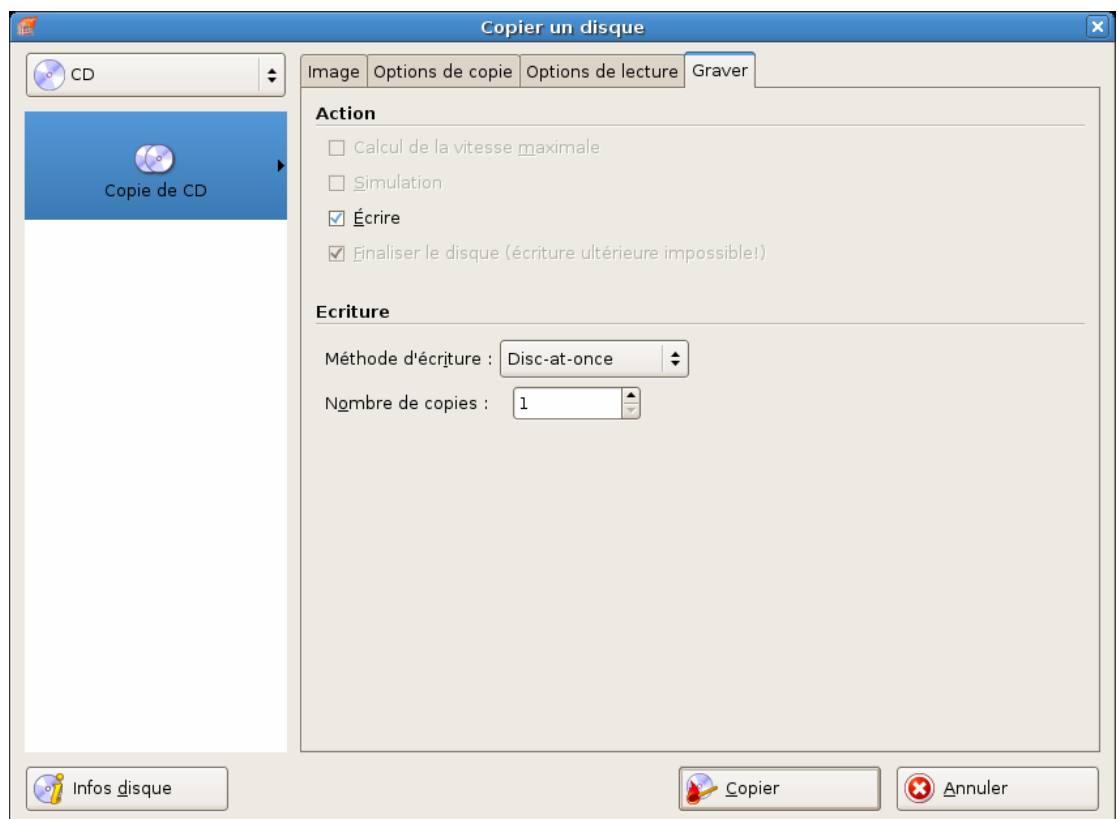 Copier un disque
CD
Image Options de copie Options de lecture Graver
Copie de CD
Action
Calcul de la vitesse maximale
Simulation
Écrire
Finaliser le disque (écriture ultérieure impossible!)
Ecriture
Méthode d'écriture : Disc-at-once
Nombre de copies : 1
Infos disque
Copier
Annuler